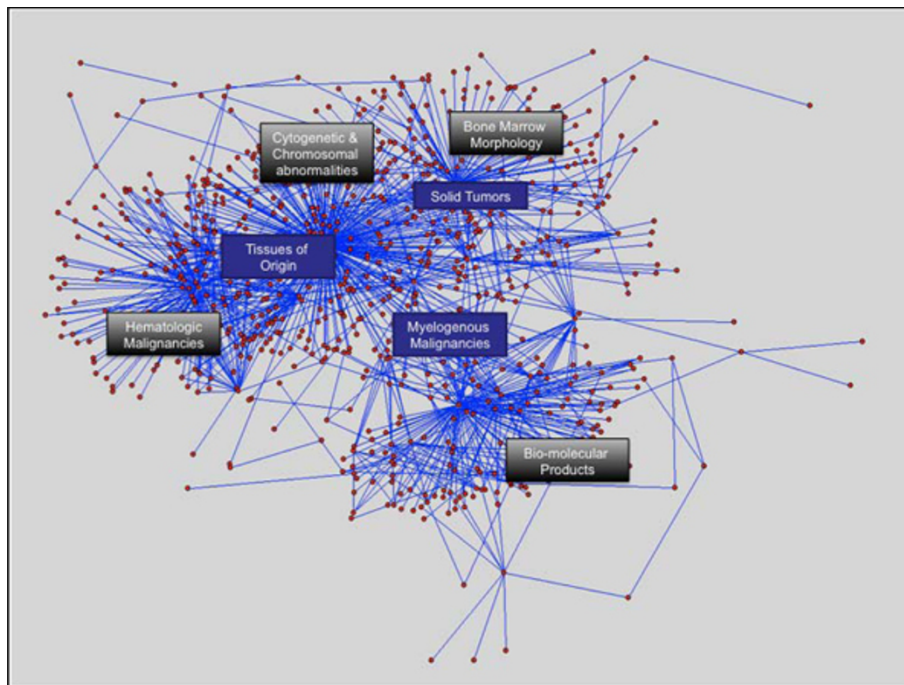 Cytogenetic &
Chromosomal
abnormalities
Bone Marrow
Morphology
Solid Tumors
Tissues of
Origin
Hematologic
Malignancies
Myelogenous
Malignancies
Bio-molecular
Products